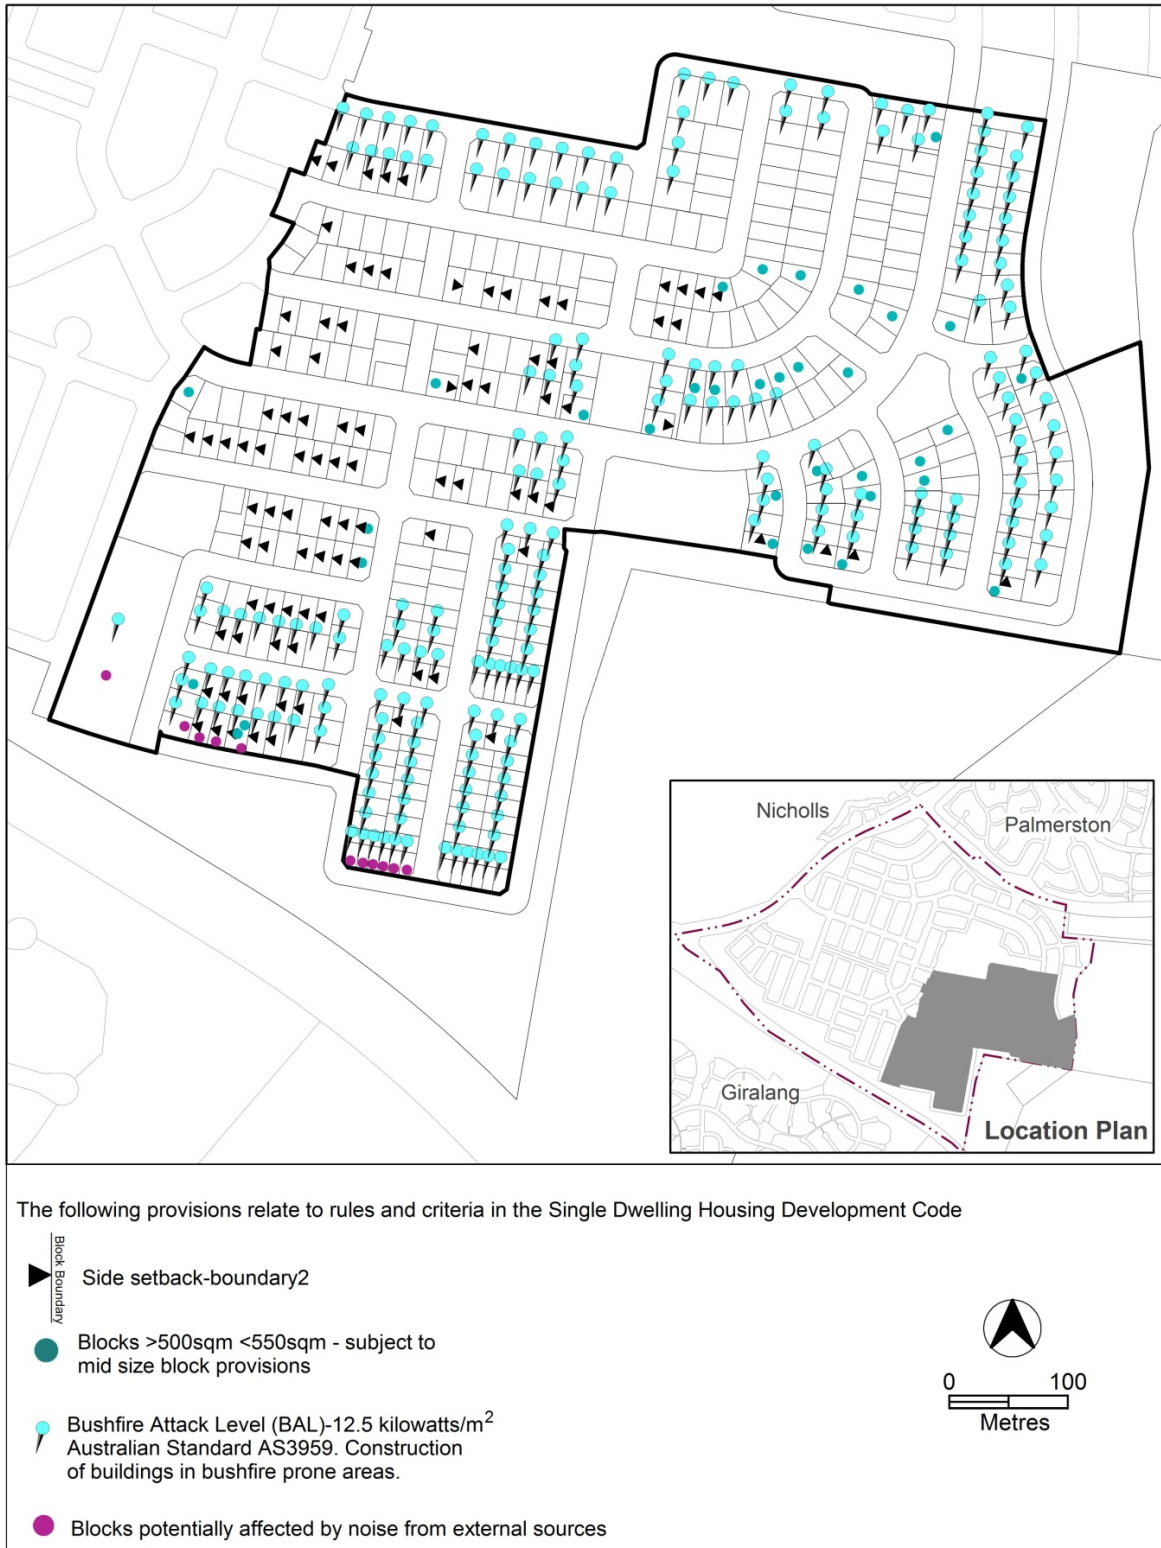 Nicholls
Palmerston
Giralang
Location Plan
The following provisions relate to rules and criteria in the Single Dwelling Housing Development Code
Block Boundary
Side setback-boundary2
Blocks >500sqm <550sqm - subject to
mid size block provisions
Bushfire Attack Level (BAL)-12.5 kilowatts/m²
Australian Standard AS3959. Construction
of buildings in bushfire prone areas.
Blocks potentially affected by noise from external sources
0 100
Metres